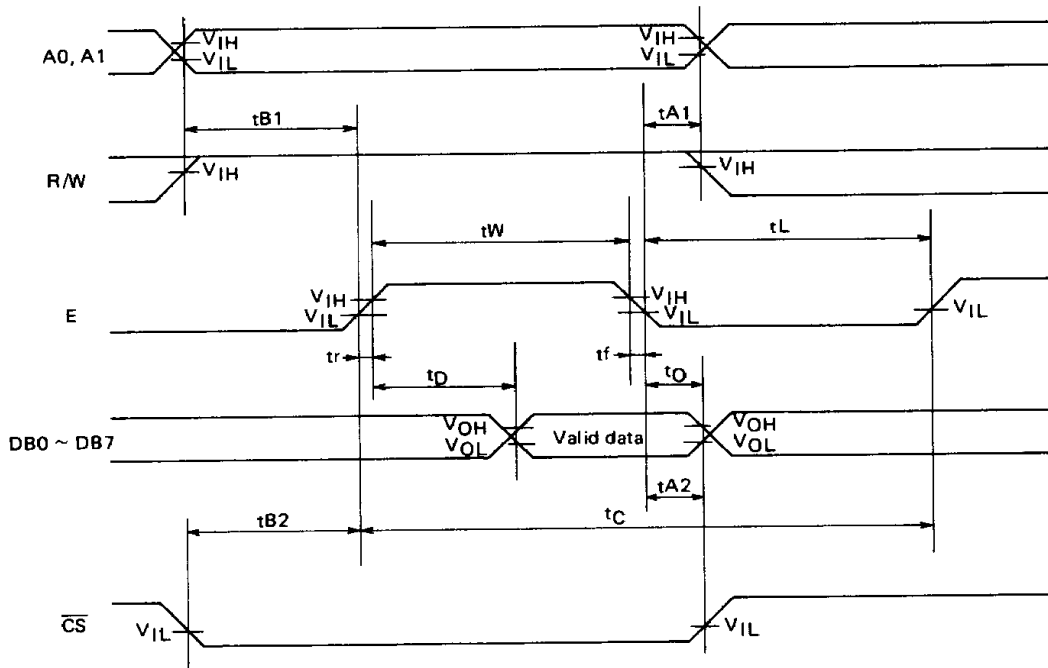 A0, A1
VIH
VIL
VIH
VIL
tB1
tA1
R/W
VIH
VIH
tW
tL
E
VIH
VIL
VIH
VIL
VIL
tr
tf
tD
tO
DB0 ~ DB7
VOH
VOL
Valid data
VOH
VOL
tA2
tB2
tC
CS
VIL
VIL